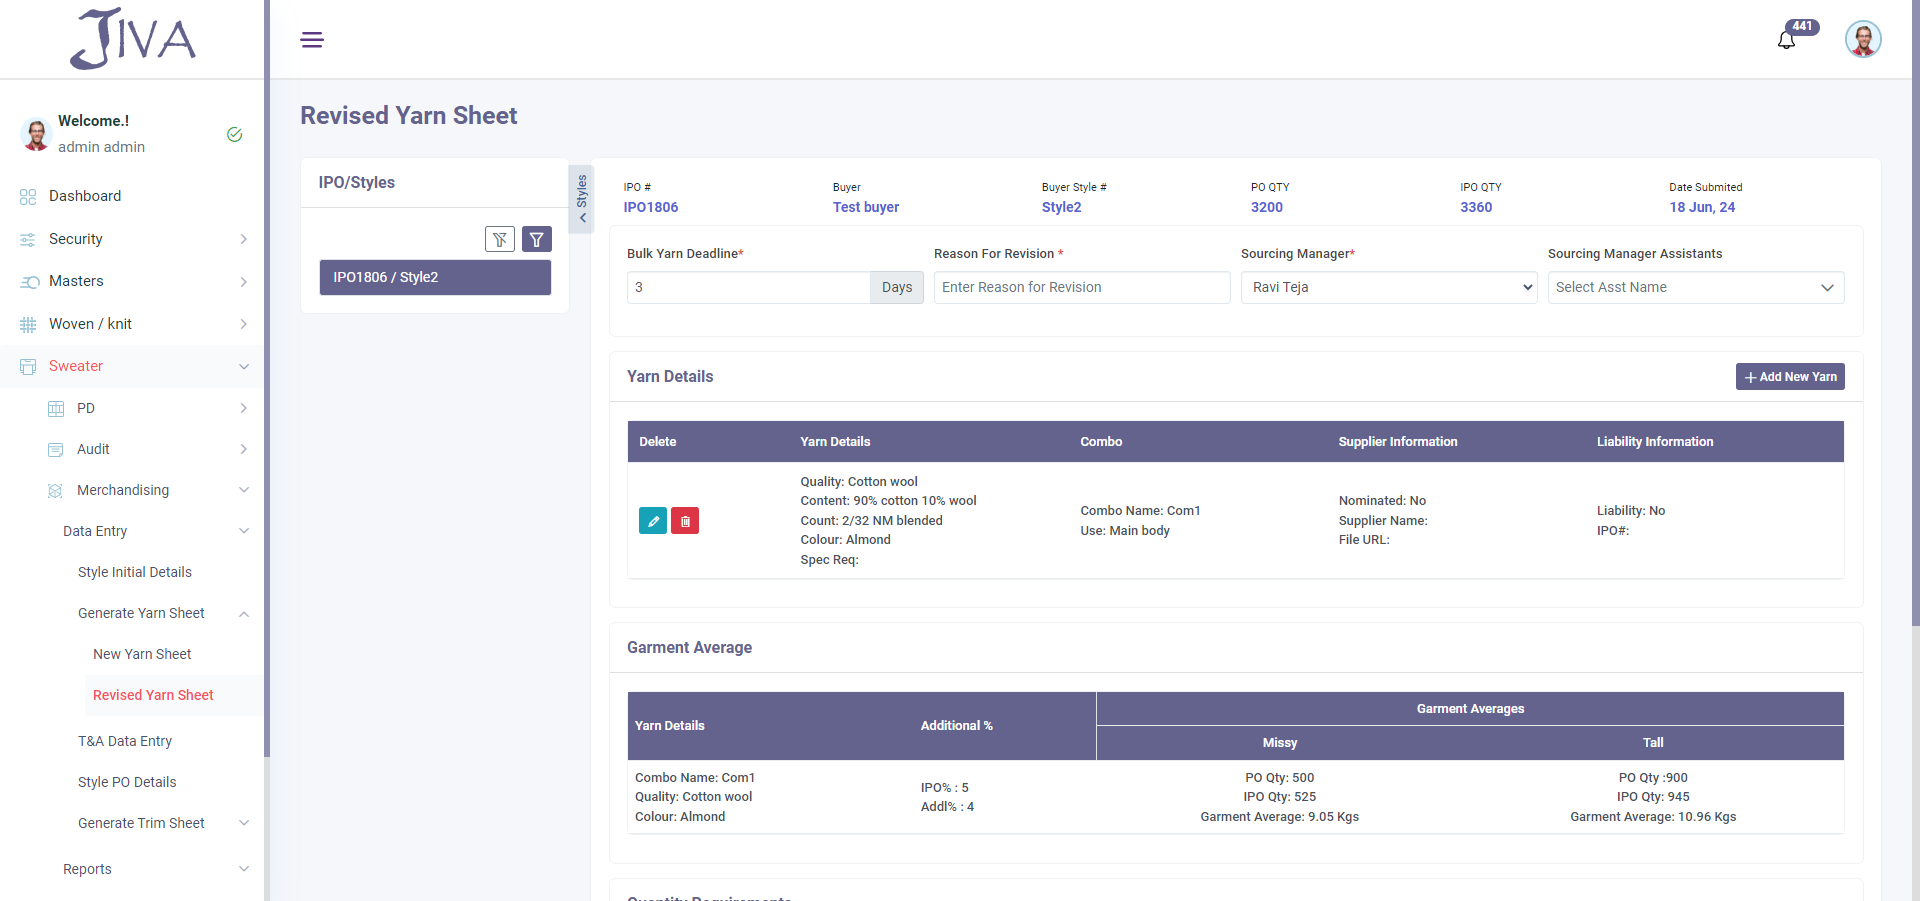 JIVA
441
Welcome.!
admin admin
Dashboard
Security
Masters
Woven / knit
Sweater
PD
Audit
Merchandising
Data Entry
Style Initial Details
Generate Yarn Sheet
New Yarn Sheet
Revised Yarn Sheet
T&A Data Entry
Style PO Details
Generate Trim Sheet
Reports
Revised Yarn Sheet
IPO/Styles
IPO1806 / Style2
Styles
IPO # Buyer Buyer Style # PO QTY IPO QTY Date Submited
IPO1806 Test buyer Style2 3200 3360 18 Jun, 24
Bulk Yarn Deadline* Reason For Revision * Sourcing Manager* Sourcing Manager Assistants
3 Days Enter Reason for Revision Ravi Teja Select Asst Name
Yarn Details
Add New Yarn
Delete Yarn Details Combo Supplier Information Liability Information
Quality: Cotton wool
Content: 90% cotton 10% wool
Count: 2/32 NM blended
Colour: Almond
Spec Req:
Combo Name: Com1
Use: Main body
Nominated: No
Supplier Name:
File URL:
Liability: No
IPO#:
Garment Average
Yarn Details Additional % Garment Averages
Missy Tall
Combo Name: Com1
Quality: Cotton wool
Colour: Almond
IPO% : 5
Addl% : 4
PO Qty: 500
IPO Qty: 525
Garment Average: 9.05 Kgs
PO Qty :900
IPO Qty: 945
Garment Average: 10.96 Kgs
Quantity Requirements